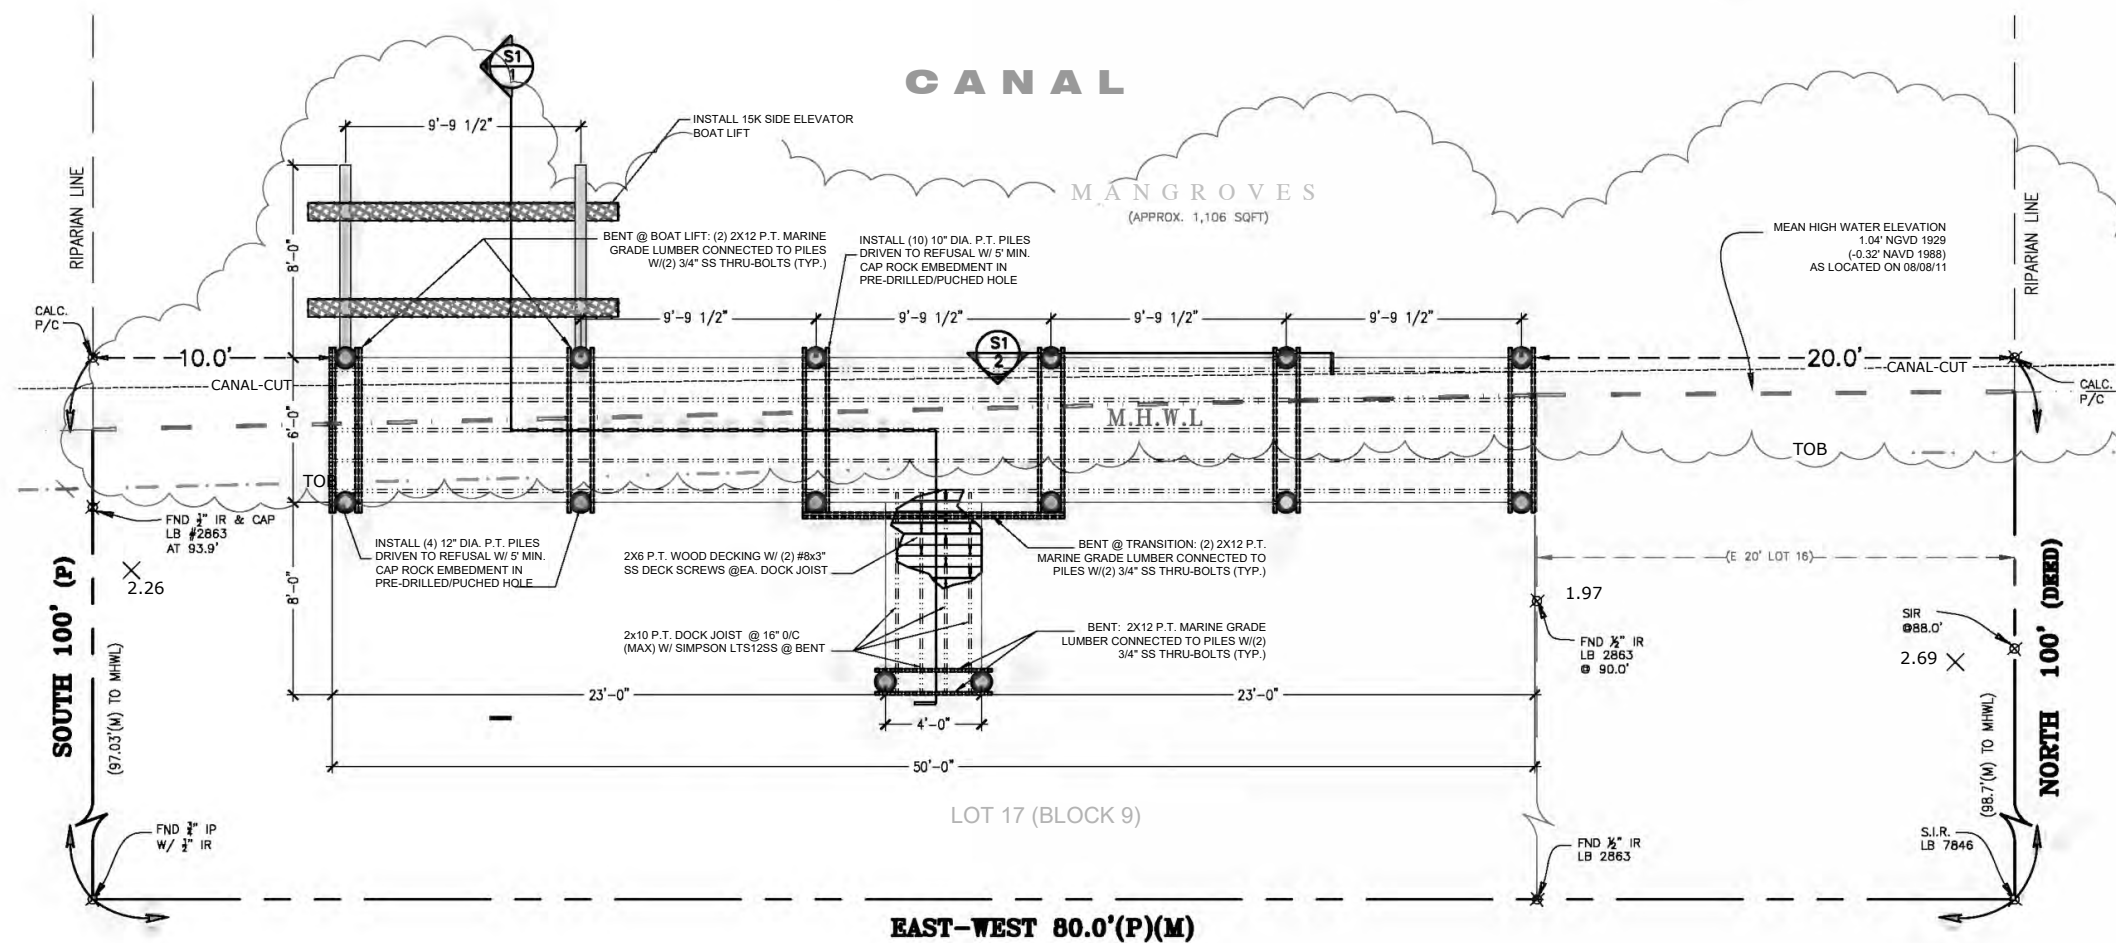 S1
1
CANAL
9'-9 1/2"
INSTALL 15K SIDE ELEVATOR
BOAT LIFT
RIPARIAN LINE
8'-0"
MANGROVES
(APPROX. 1,106 SQFT)
BENT @ BOAT LIFT: (2) 2X12 P.T. MARINE
GRADE LUMBER CONNECTED TO PILES
W/(2) 3/4" SS THRU-BOLTS (TYP.)
INSTALL (10) 10" DIA. P.T. PILES
DRIVEN TO REFUSAL W/ 5' MIN.
CAP ROCK EMBEDMENT IN
PRE-DRILLED/PUCHED HOLE
MEAN HIGH WATER ELEVATION
1.04' NGVD 1929
(-0.32' NAVD 1988)
AS LOCATED ON 08/08/11
RIPARIAN LINE
CALC.
P/C
9'-9 1/2"
9'-9 1/2"
9'-9 1/2"
9'-9 1/2"
S1
2
10.0'
20.0'
CANAL-CUT
CANAL-CUT
CALC.
P/C
6'-0"
M.H.W.L
TOB
TOB
FND ½" IR & CAP
LB #2863
AT 93.9'
INSTALL (4) 12" DIA. P.T. PILES
DRIVEN TO REFUSAL W/ 5' MIN.
CAP ROCK EMBEDMENT IN
PRE-DRILLED/PUCHED HOLE
2X6 P.T. WOOD DECKING W/ (2) #8x3"
SS DECK SCREWS @EA. DOCK JOIST
BENT @ TRANSITION: (2) 2X12 P.T.
MARINE GRADE LUMBER CONNECTED TO
PILES W/(2) 3/4" SS THRU-BOLTS (TYP.)
(E 20' LOT 16)
2.26
8'-0"
1.97
2x10 P.T. DOCK JOIST @ 16" 0/C
(MAX) W/ SIMPSON LTS12SS @ BENT
BENT: 2X12 P.T. MARINE GRADE
LUMBER CONNECTED TO PILES W/(2)
3/4" SS THRU-BOLTS (TYP.)
FND ½" IR
LB 2863
@ 90.0'
SIR
@88.0'
2.69
SOUTH 100' (P)
(97.03'(M) TO MHWL)
23'-0"
23'-0"
4'-0"
50'-0"
NORTH 100' (DEED)
(98.7'(M) TO MHWL)
LOT 17 (BLOCK 9)
FND ¾" IP
W/ ½" IR
FND ½" IR
LB 2863
S.I.R.
LB 7846
EAST-WEST 80.0'(P)(M)